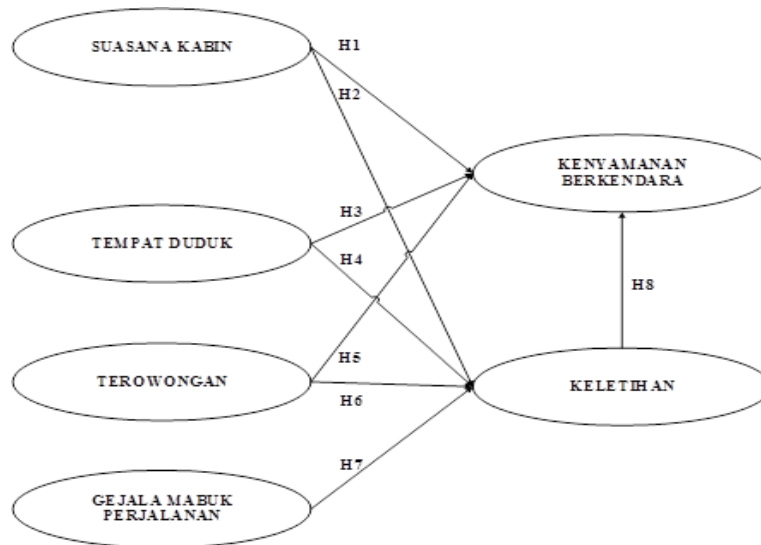 SUASANA KABIN
H1
H2
KENYAMANAN
BERKENDARA
H3
TEMPAT DUDUK
H4
H8
H5
TEROWONGAN
H6
KELETIHAN
H7
GEJALA MABUK
PERJALANAN